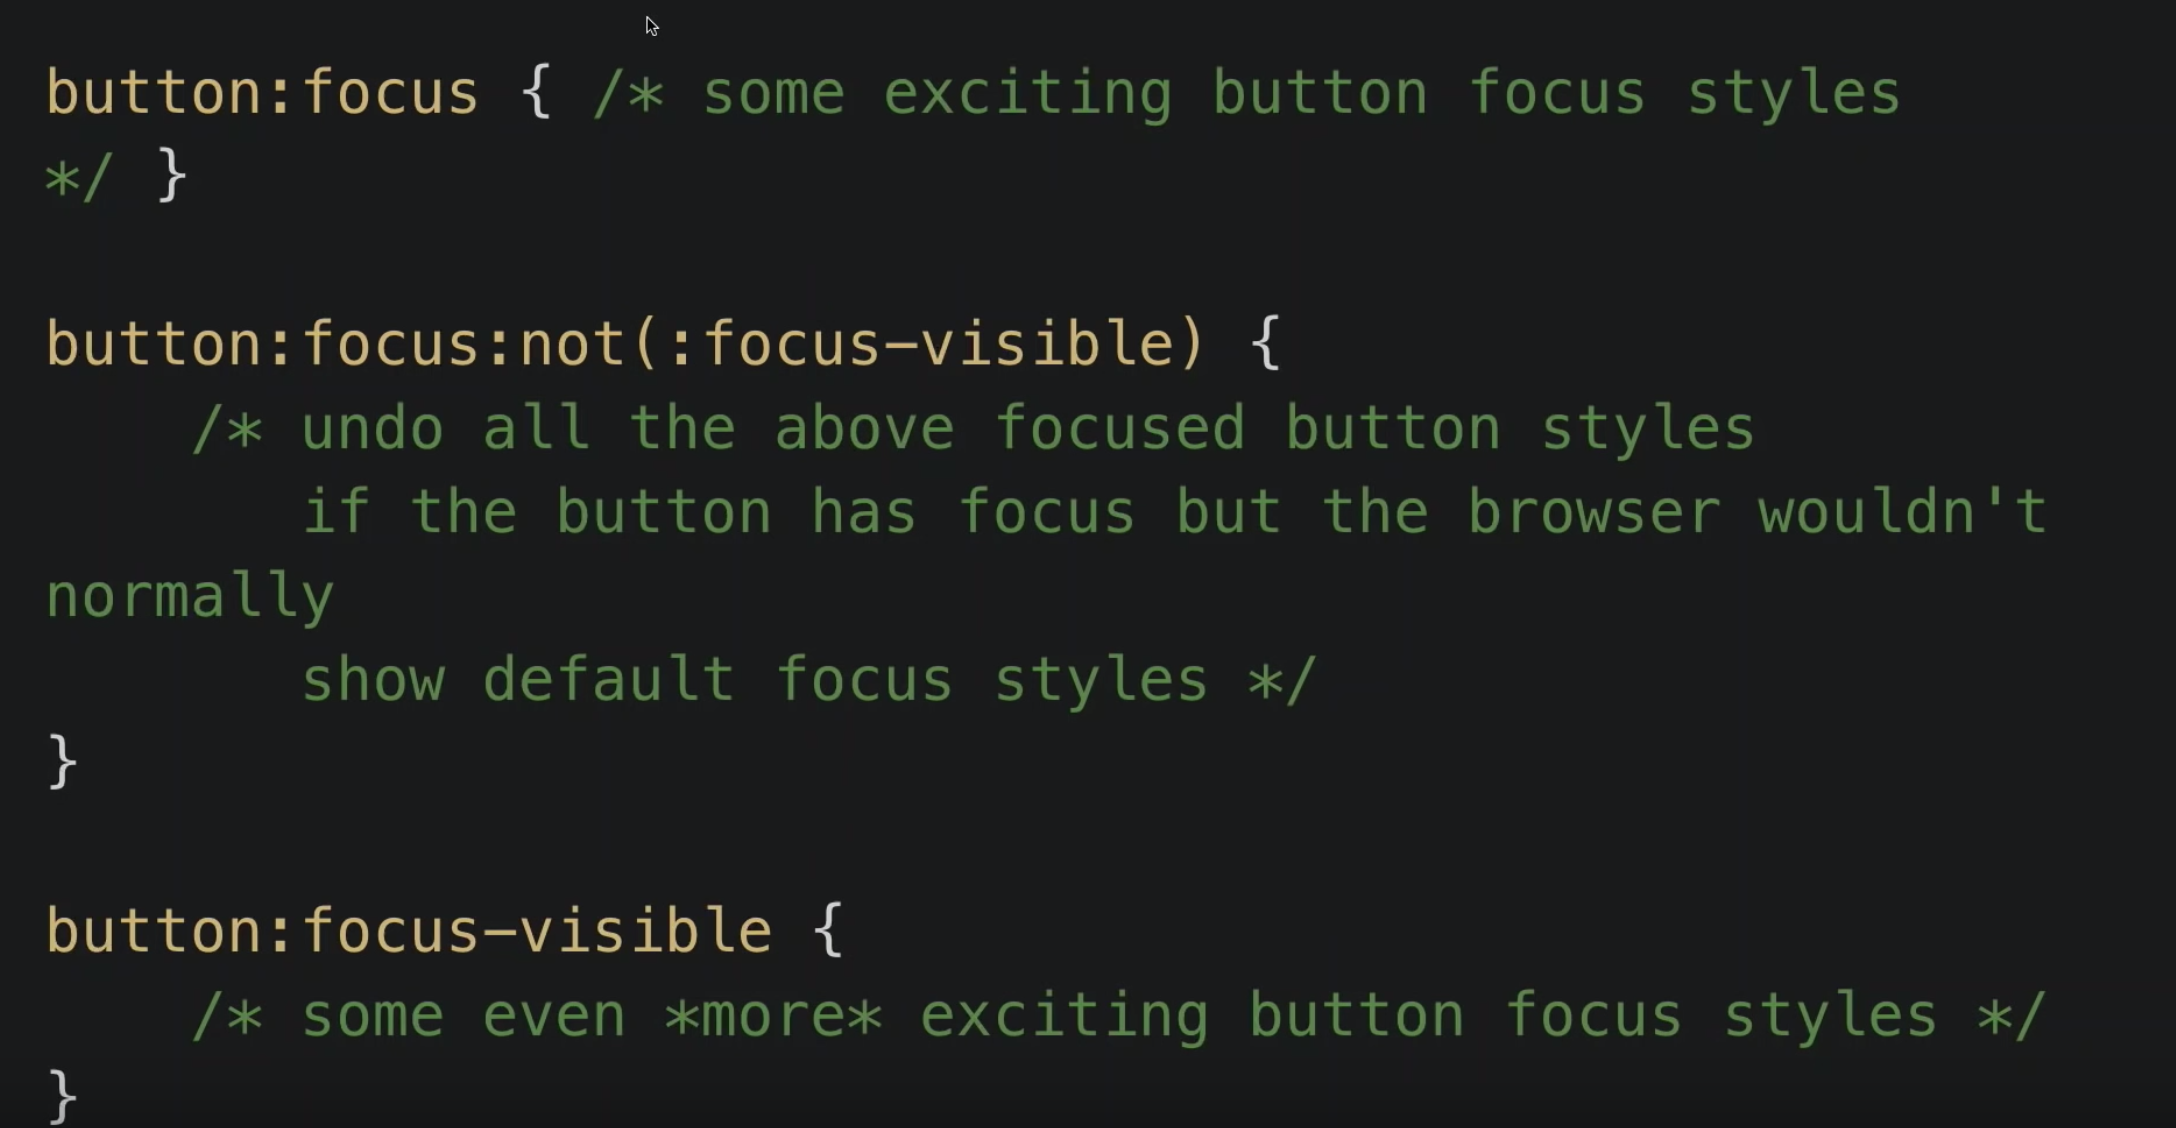 button:focus { /* some exciting button focus styles
*/ }
button:focus:not(:focus-visible) {
/* undo all the above focused button styles
if the button has focus but the browser wouldn't
normally
show default focus styles */
}
button:focus-visible {
/* some even *more* exciting button focus styles */
}